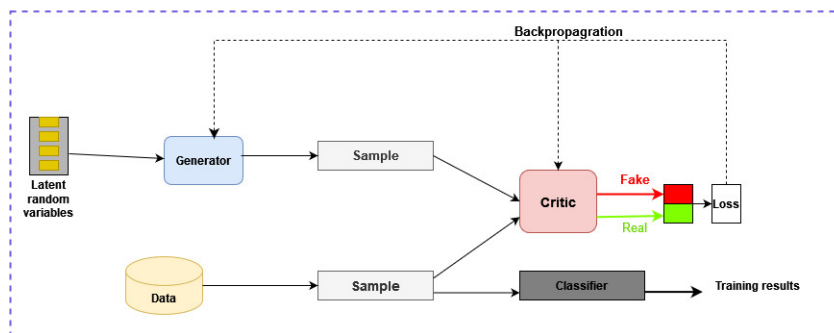 Backpropagration
Generator
Sample
Latent
random
variables
Critic
Fake
Real
Loss
Data
Sample
Classifier
Training results